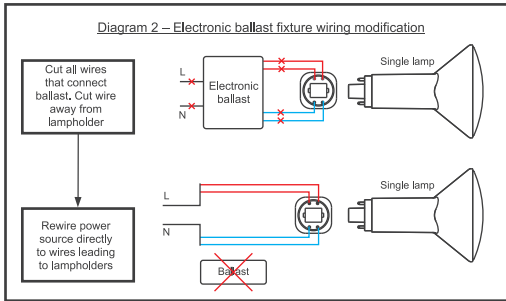 Diagram 2 – Electronic ballast fixture wiring modification
Cut all wires
that connect
ballast. Cut wire
away from
lampholder
L
N
Electronic
ballast
Single lamp
Rewire power
source directly
to wires leading
to lampholders
L
N
Single lamp
Ballast